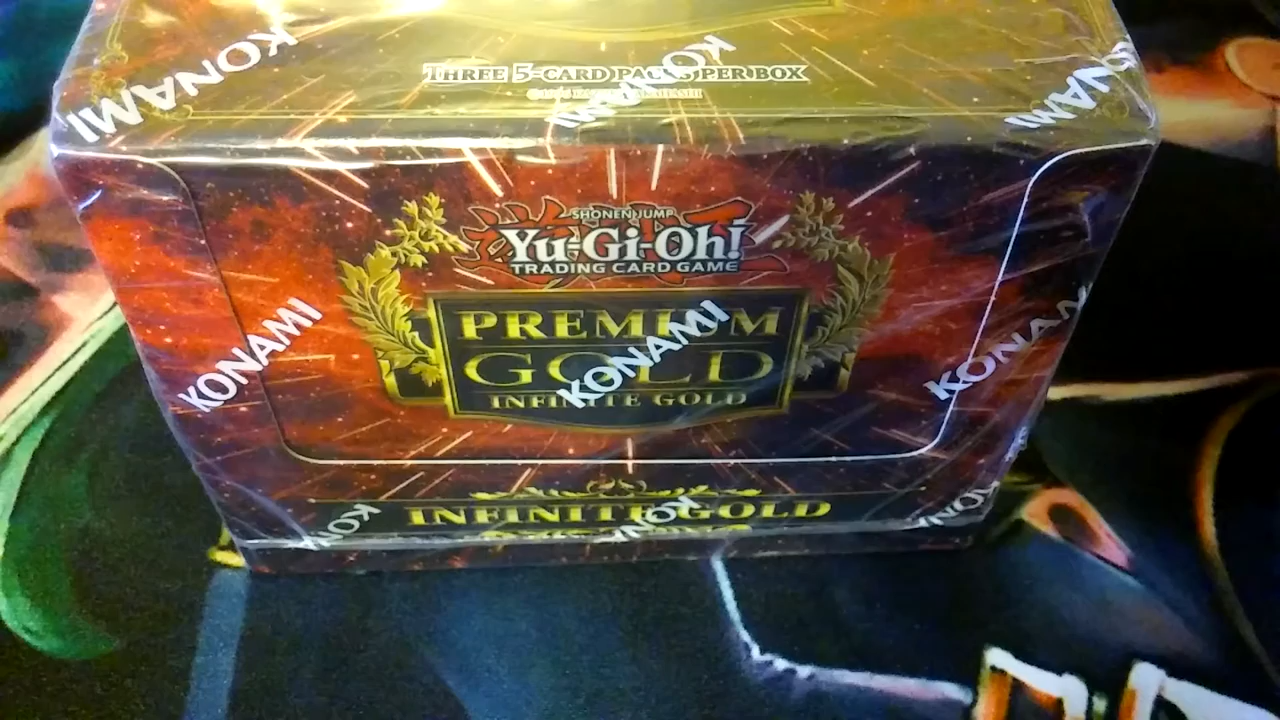 THREE 5-CARD PACKS PER BOX
KONAMI
KONAMI
KONAMI
KONAMI
SHONEN JUMP
Yu-Gi-Oh!
TRADING CARD GAME
PREMIUM
GOLD
INFINITE GOLD
KONAMI
KONAMI
KONAMI
INFINITE GOLD